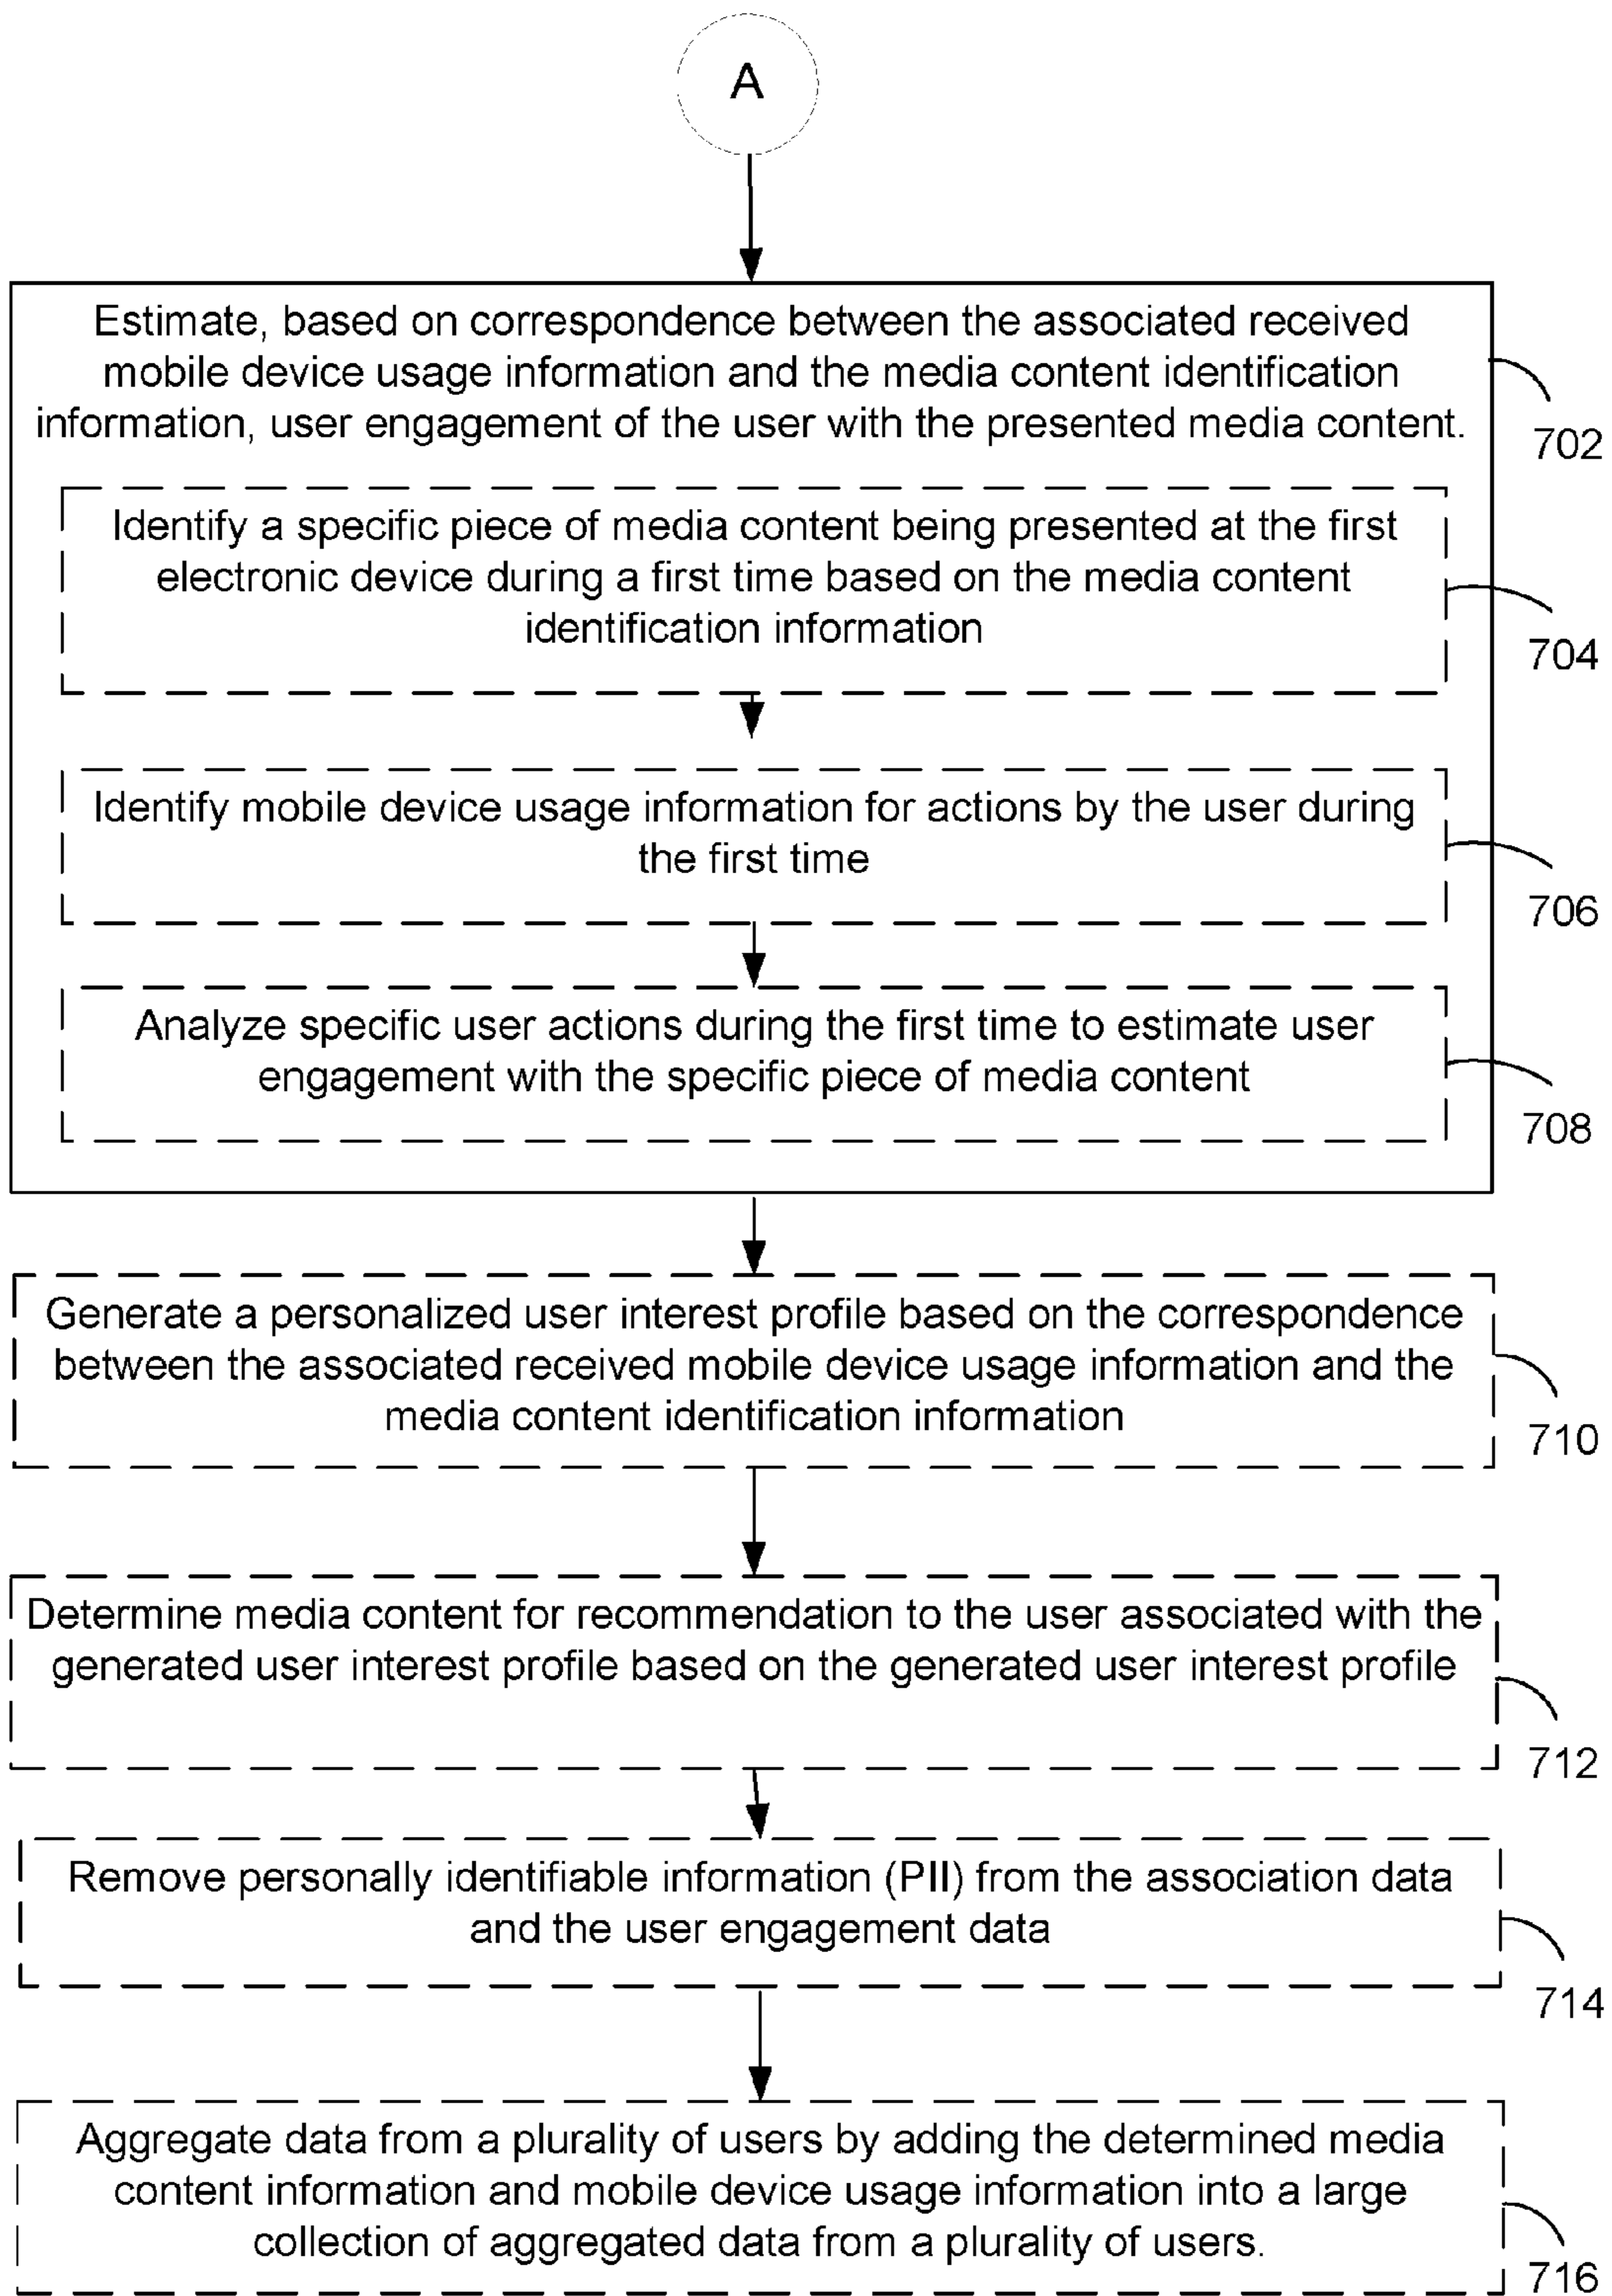 A
Estimate, based on correspondence between the associated received
mobile device usage information and the media content identification
information, user engagement of the user with the presented media content.
702
Identify a specific piece of media content being presented at the first
electronic device during a first time based on the media content
identification information
704
Identify mobile device usage information for actions by the user during
the first time
706
Analyze specific user actions during the first time to estimate user
engagement with the specific piece of media content
708
Generate a personalized user interest profile based on the correspondence
between the associated received mobile device usage information and the
media content identification information
710
Determine media content for recommendation to the user associated with the
generated user interest profile based on the generated user interest profile
712
Remove personally identifiable information (PII) from the association data
and the user engagement data
714
Aggregate data from a plurality of users by adding the determined media
content information and mobile device usage information into a large
collection of aggregated data from a plurality of users.
716